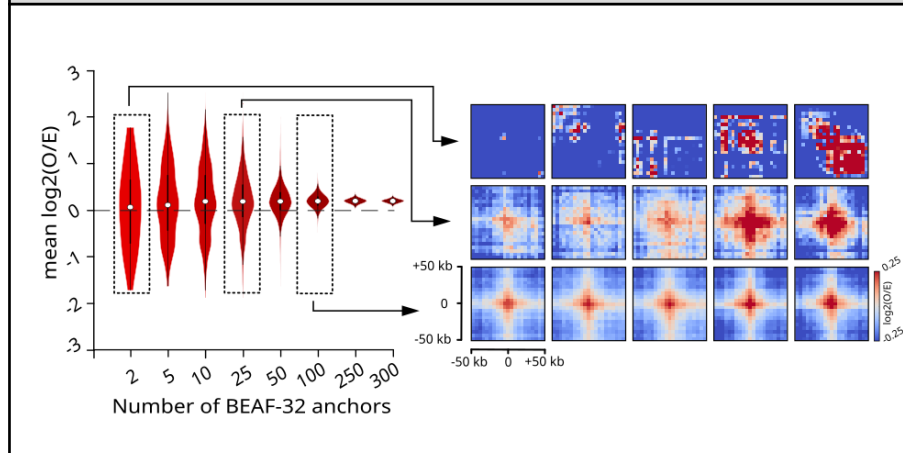 mean log2(O/E)
3
2
1
0
-1
-2
-3
2
5
10
25
50
100
250
300
Number of BEAF-32 anchors
+50 kb
0
-50 kb
-50 kb
0
+50 kb
0.25
log2(O/E)
-0.25